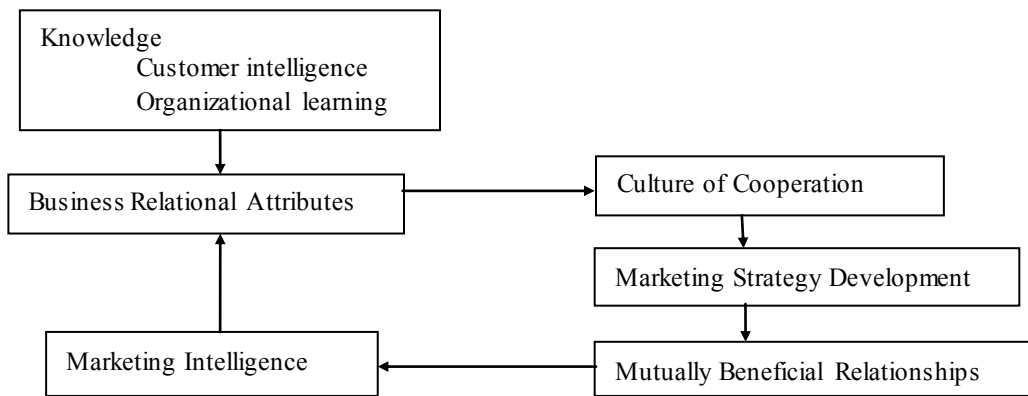 Knowledge
Customer intelligence
Organizational learning
Business Relational Attributes
Culture of Cooperation
Marketing Strategy Development
Marketing Intelligence
Mutually Beneficial Relationships